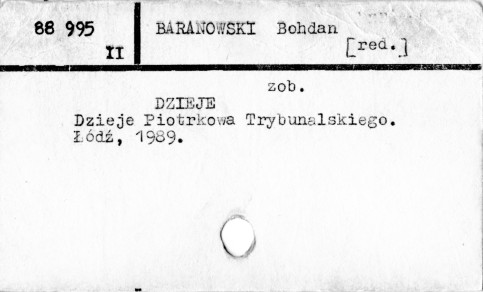 88 995 BARANOWSKI Bohdan
II [red.]
zob.
DZIEJE
Dzieje Piotrkowa Trybunalskiego.
Łódź, 1989.